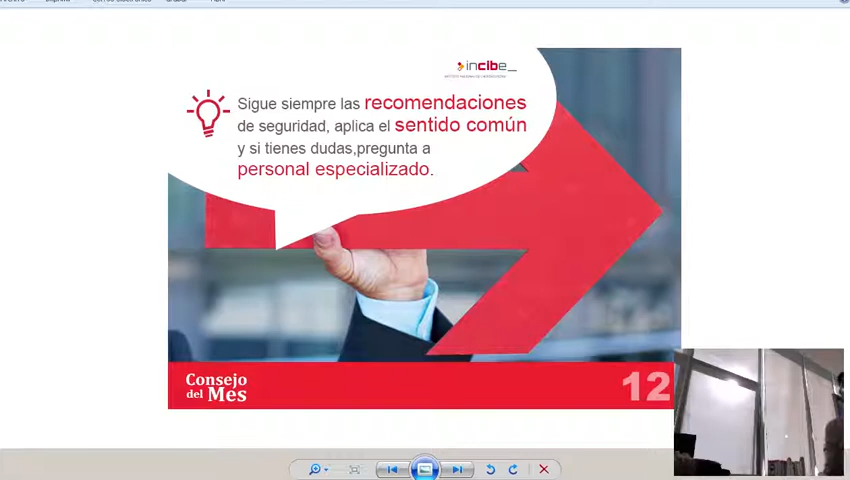 incibe_
Sigue siempre las recomendaciones
de seguridad, aplica el sentido común
y si tienes dudas,pregunta a
personal especializado.
Consejo
del Mes
12